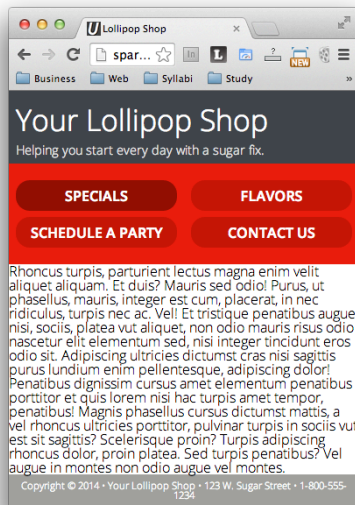 Lollipop Shop
spar...
NEW
Business Web Syllabi Study »
Your Lollipop Shop
Helping you start every day with a sugar fix.
SPECIALS FLAVORS
SCHEDULE A PARTY CONTACT US
Rhoncus turpis, parturient lectus magna enim velit
aliquet aliquam. Et duis? Mauris sed odio! Purus, ut
phasellus, mauris, integer est cum, placerat, in nec
ridiculus, turpis nec ac. Vel! Et tristique penatibus augue
nisi, sociis, platea vut aliquet, non odio mauris risus odio
nascetur elit elementum sed, nisi integer tincidunt eros
odio sit. Adipiscing ultricies dictumst cras nisi sagittis
purus lundium enim pellentesque, adipiscing dolor!
Penatibus dignissim cursus amet elementum penatibus
porttitor et quis lorem nisi hac turpis amet tempor,
penatibus! Magnis phasellus cursus dictumst mattis, a
vel rhoncus ultricies porttitor, pulvinar turpis in sociis vut
est sit sagittis? Scelerisque proin? Turpis adipiscing
rhoncus dolor, proin platea. Sed turpis penatibus? Vel
augue in montes non odio augue vel montes.
Copyright © 2014 • Your Lollipop Shop • 123 W. Sugar Street • 1-800-555-
1234